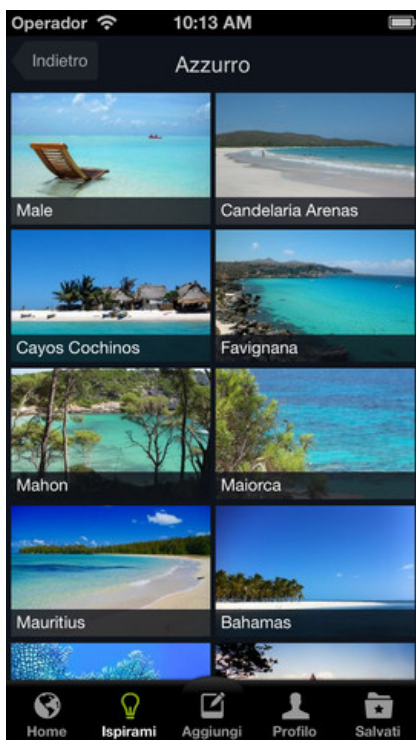 Operador 10:13 AM
Indietro Azzurro
Male Candelaria Arenas
Cayos Cochinos Favignana
Mahon Maiorca
Mauritius Bahamas
Home Ispirami Aggiungi Profilo Salvati